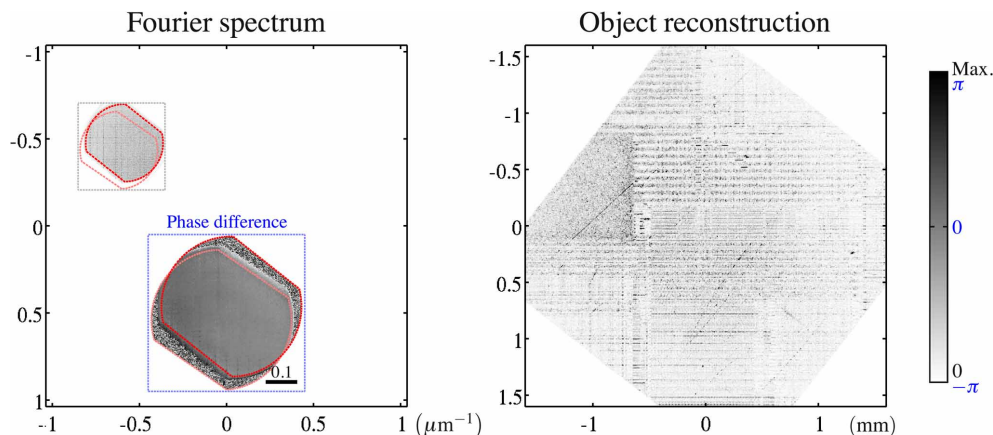 Fourier spectrum
-1
-0.5
0
0.5
1
-1
-0.5
0
0.5
1
(μm⁻¹)
Phase difference
0.1
Object reconstruction
-1.5
-1
-0.5
0
0.5
1
1.5
-1
0
1
(mm)
Max.
π
0
0
−π